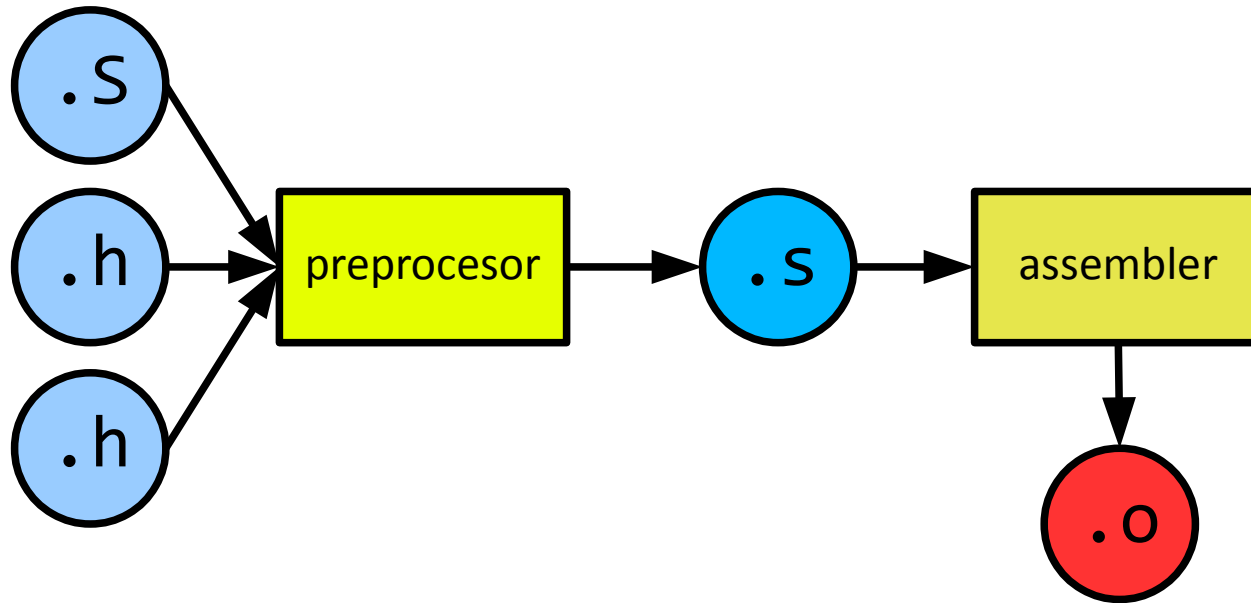 .S
.h
.h
preprocesor
.s
assembler
.o